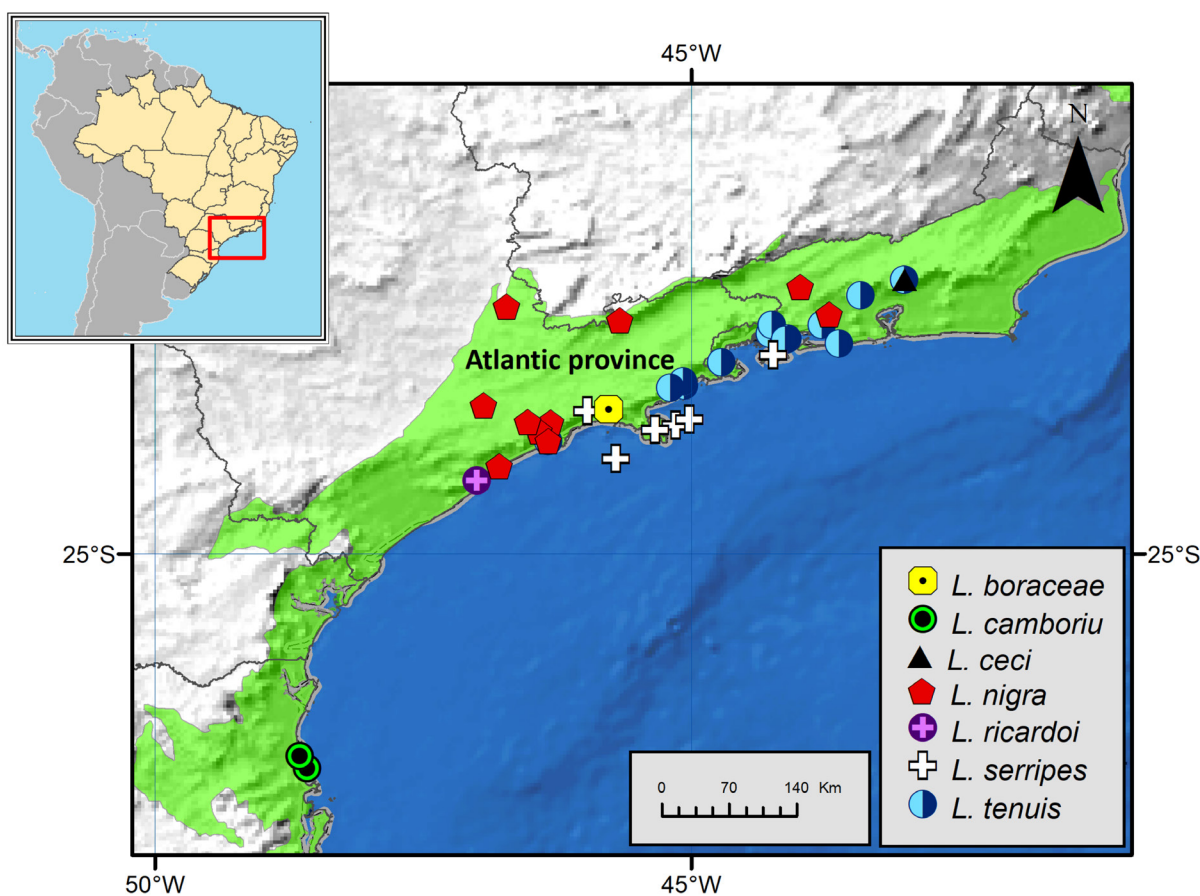 45°W
N
Atlantic province
25°S
25°S
L. boraceae
L. camboriu
L. ceci
L. nigra
L. ricardoi
L. serripes
L. tenuis
0 70 140 Km
50°W
45°W